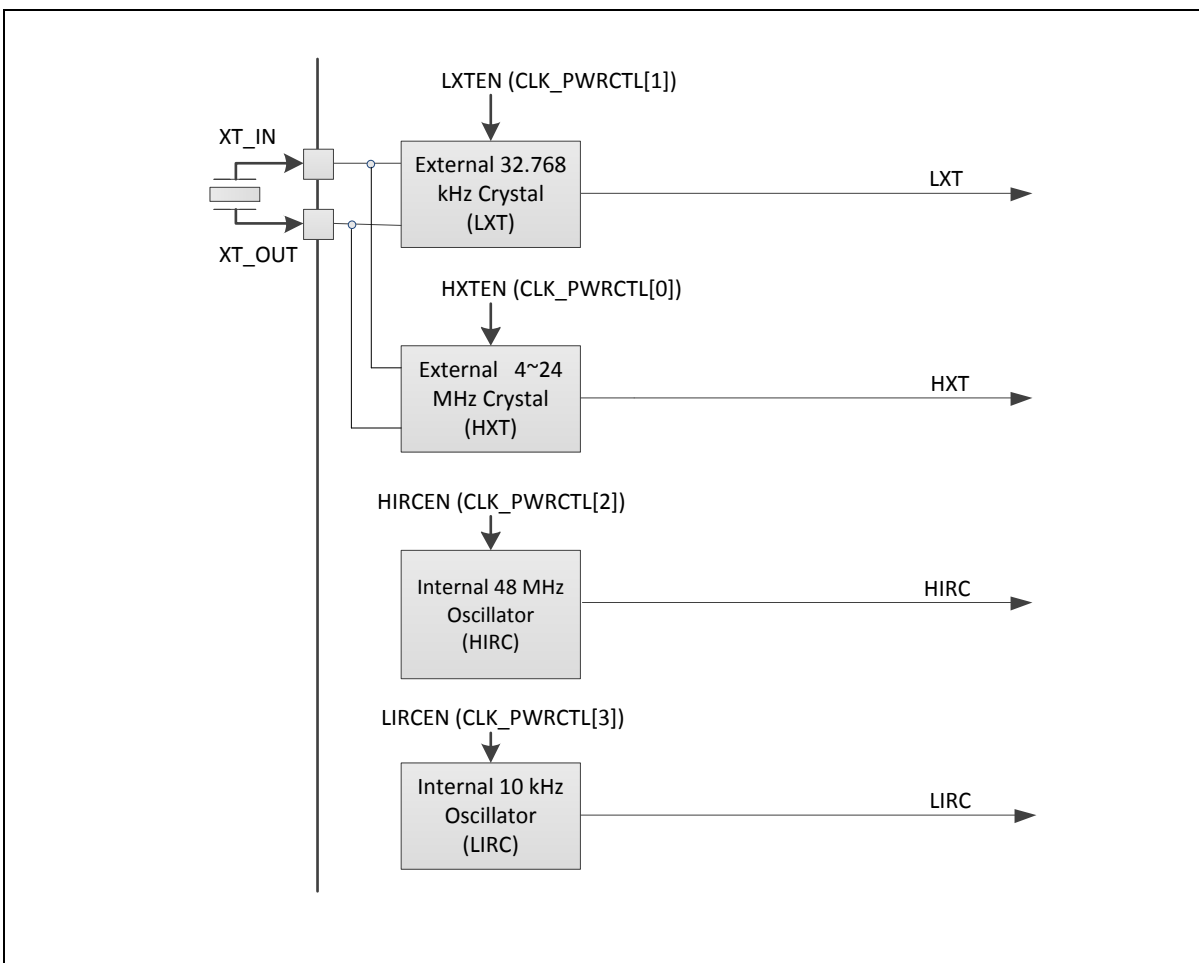 LXTEN (CLK_PWRCTL[1])
XT_IN
External 32.768
kHz Crystal
(LXT)
LXT
XT_OUT
HXTEN (CLK_PWRCTL[0])
External 4~24
MHz Crystal
(HXT)
HXT
HIRCEN (CLK_PWRCTL[2])
Internal 48 MHz
Oscillator
(HIRC)
HIRC
LIRCEN (CLK_PWRCTL[3])
Internal 10 kHz
Oscillator
(LIRC)
LIRC